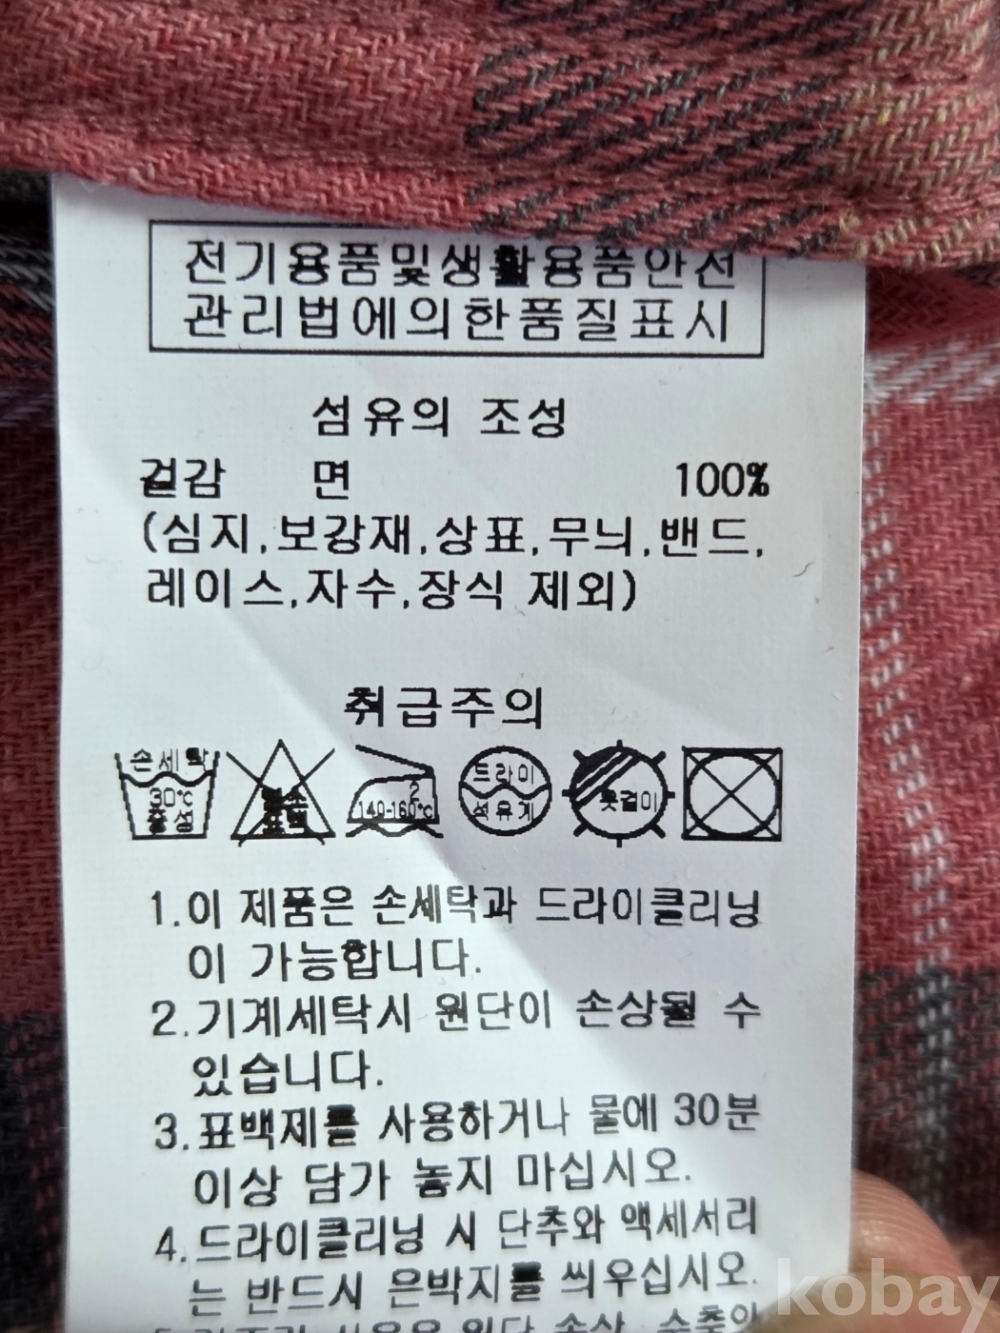 전기용품및생활용품안전
관리법에의한품질표시
섬유의 조성
겉감 면 100%
(심지,보강재,상표,무늬,밴드,
레이스,자수,장식 제외)
취급주의
손세탁 30℃ 중성
염소 표백
2 140-160℃
드라이 석유계
옷걸이
1.이 제품은 손세탁과 드라이클리닝
이 가능합니다.
2.기계세탁시 원단이 손상될 수
있습니다.
3.표백제를 사용하거나 물에 30분
이상 담가 놓지 마십시오.
4.드라이클리닝 시 단추와 액세서리
는 반드시 은박지를 씌우십시오.
kobay